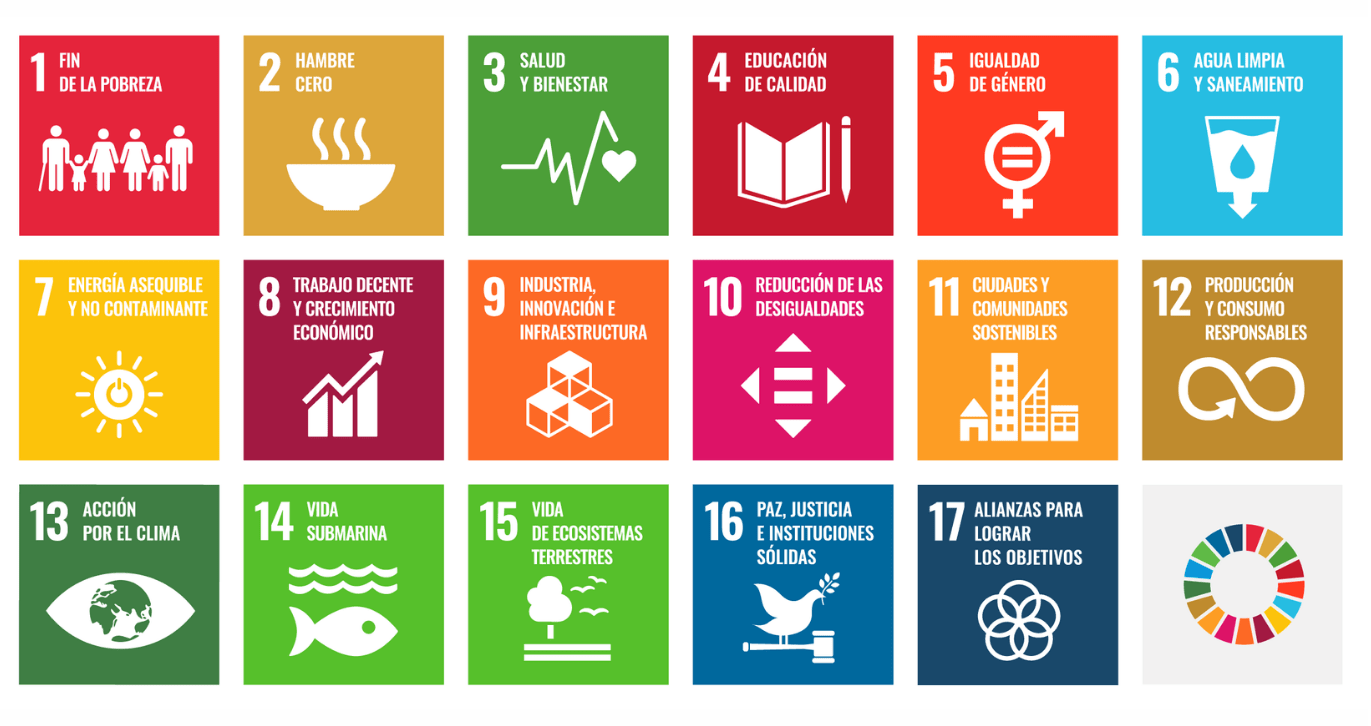 1 FIN
DE LA POBREZA
2 HAMBRE
CERO
3 SALUD
Y BIENESTAR
4 EDUCACIÓN
DE CALIDAD
5 IGUALDAD
DE GÉNERO
6 AGUA LIMPIA
Y SANEAMIENTO
7 ENERGÍA ASEQUIBLE
Y NO CONTAMINANTE
8 TRABAJO DECENTE
Y CRECIMIENTO
ECONÓMICO
9 INDUSTRIA,
INNOVACIÓN E
INFRAESTRUCTURA
10 REDUCCIÓN DE LAS
DESIGUALDADES
11 CIUDADES Y
COMUNIDADES
SOSTENIBLES
12 PRODUCCIÓN
Y CONSUMO
RESPONSABLES
13 ACCIÓN
POR EL CLIMA
14 VIDA
SUBMARINA
15 VIDA
DE ECOSISTEMAS
TERRESTRES
16 PAZ, JUSTICIA
E INSTITUCIONES
SÓLIDAS
17 ALIANZAS PARA
LOGRAR
LOS OBJETIVOS